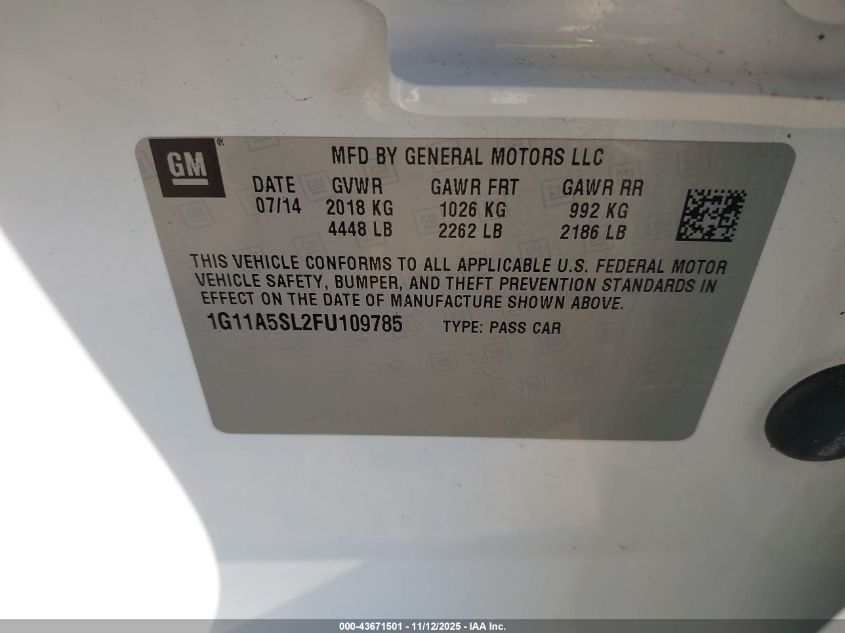 GM
MFD BY GENERAL MOTORS LLC
DATE GVWR GAWR FRT GAWR RR
07/14 2018 KG 1026 KG 992 KG
4448 LB 2262 LB 2186 LB
THIS VEHICLE CONFORMS TO ALL APPLICABLE U.S. FEDERAL MOTOR
VEHICLE SAFETY, BUMPER, AND THEFT PREVENTION STANDARDS IN
EFFECT ON THE DATE OF MANUFACTURE SHOWN ABOVE.
1G11A5SL2FU109785 TYPE: PASS CAR
000-43671501 - 11/12/2025 - IAA Inc.